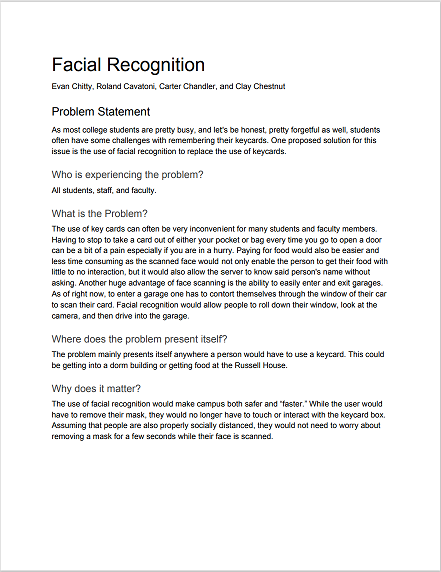 Facial Recognition
Evan Chitty, Roland Cavatoni, Carter Chandler, and Clay Chestnut
Problem Statement
As most college students are pretty busy, and let's be honest, pretty forgetful as well, students
often have some challenges with remembering their keycards. One proposed solution for this
issue is the use of facial recognition to replace the use of keycards.
Who is experiencing the problem?
All students, staff, and faculty.
What is the Problem?
The use of key cards can often be very inconvenient for many students and faculty members.
Having to stop to take a card out of either your pocket or bag every time you go to open a door
can be a bit of a pain especially if you are in a hurry. Paying for food would also be easier and
less time consuming as the scanned face would not only enable the person to get their food with
little to no interaction, but it would also allow the server to know said person's name without
asking. Another huge advantage of face scanning is the ability to easily enter and exit garages.
As of right now, to enter a garage one has to contort themselves through the window of their car
to scan their card. Facial recognition would allow people to roll down their window, look at the
camera, and then drive into the garage.
Where does the problem present itself?
The problem mainly presents itself anywhere a person would have to use a keycard. This could
be getting into a dorm building or getting food at the Russell House.
Why does it matter?
The use of facial recognition would make campus both safer and “faster.” While the user would
have to remove their mask, they would no longer have to touch or interact with the keycard box.
Assuming that people are also properly socially distanced, they would not need to worry about
removing a mask for a few seconds while their face is scanned.